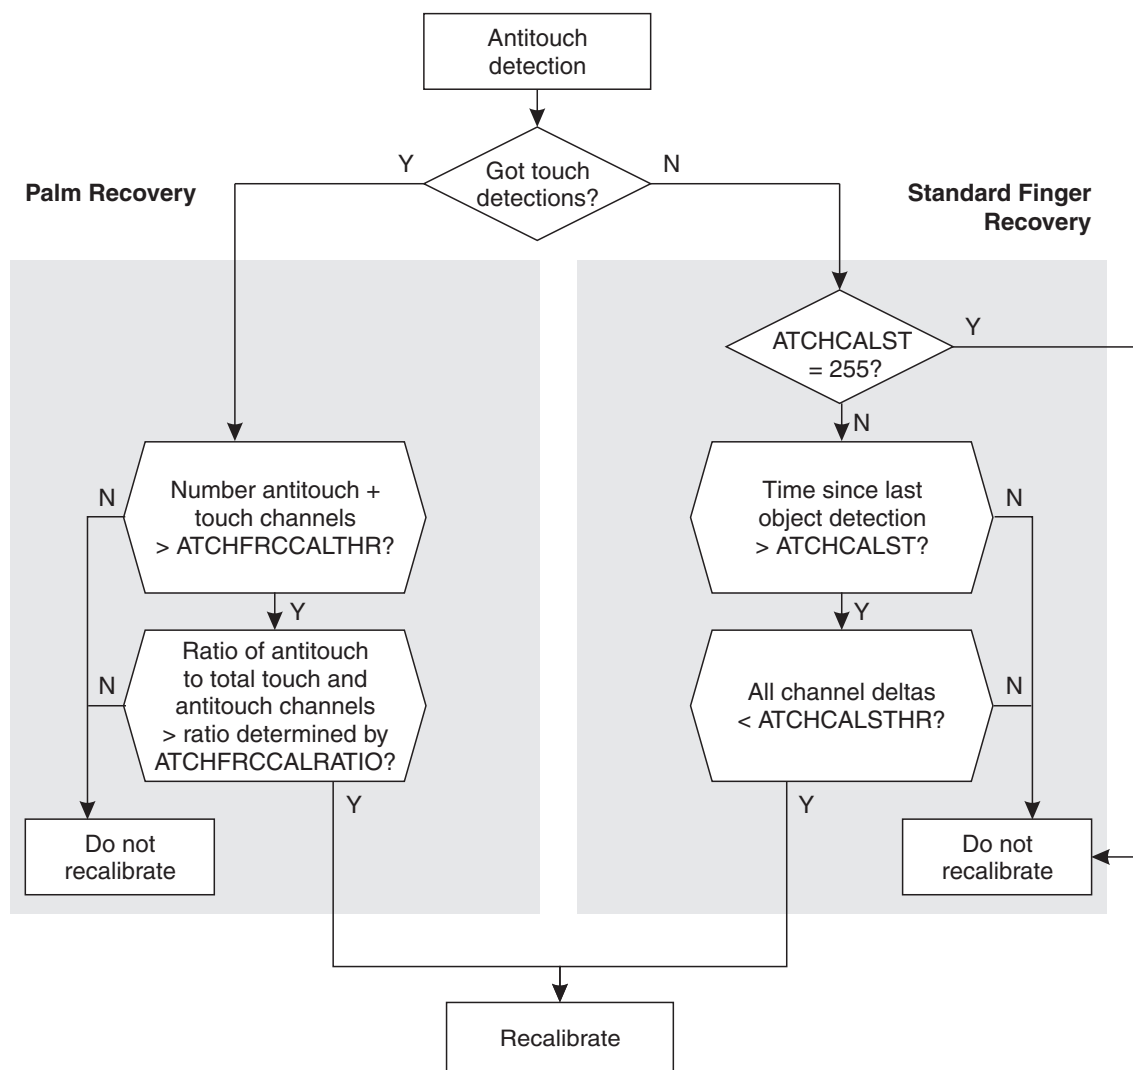 Antitouch
detection
Y
N
Got touch
detections?
Palm Recovery
Standard Finger
Recovery
Y
ATCHCALST
= 255?
N
N
Number antitouch +
touch channels
> ATCHFRCCALTHR?
Time since last
object detection
> ATCHCALST?
N
Y
Y
N
Ratio of antitouch
to total touch and
antitouch channels
> ratio determined by
ATCHFRCCALRATIO?
All channel deltas
< ATCHCALSTHR?
N
Y
Y
Do not
recalibrate
Do not
recalibrate
Recalibrate